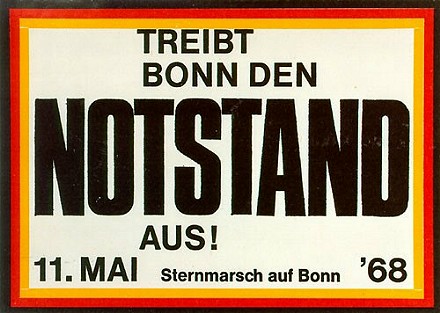 TREIBT
BONN DEN
NOTSTAND
AUS!
11. MAI Sternmarsch auf Bonn '68